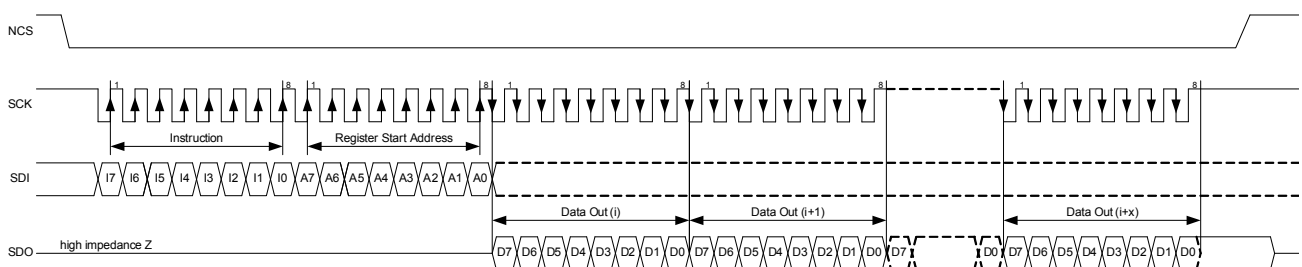 NCS
SCK
1 8 1 8 1 8 1 8 1 8
Instruction Register Start Address
SDI I7 I6 I5 I4 I3 I2 I1 I0 A7 A6 A5 A4 A3 A2 A1 A0
Data Out (i) Data Out (i+1) Data Out (i+x)
high impedance Z
SDO D7 D6 D5 D4 D3 D2 D1 D0 D7 D6 D5 D4 D3 D2 D1 D0 D7 D0 D7 D6 D5 D4 D3 D2 D1 D0